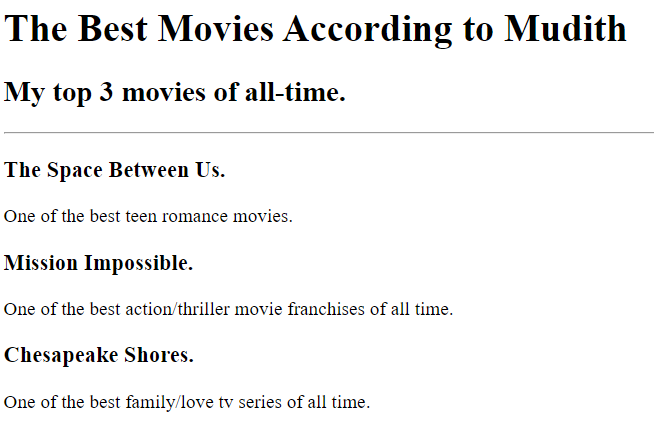 The Best Movies According to Mudith
My top 3 movies of all-time.
The Space Between Us.
One of the best teen romance movies.
Mission Impossible.
One of the best action/thriller movie franchises of all time.
Chesapeake Shores.
One of the best family/love tv series of all time.